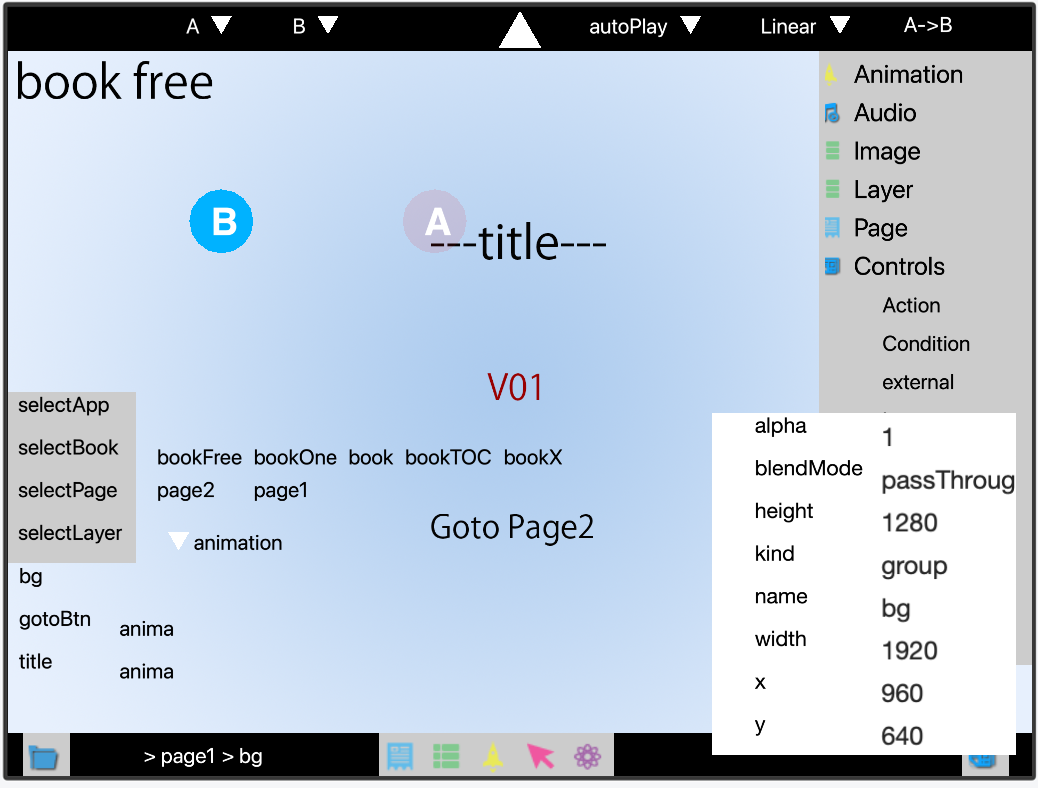 A B autoPlay Linear A->B
book free
Animation
Audio
Image
Layer
Page
Controls
Action
Condition
external
B
A
---title---
V01
selectApp
selectBook
selectPage
selectLayer
bookFree bookOne book bookTOC bookX
page2 page1
animation
Goto Page2
bg
gotoBtn anima
title anima
alpha 1
blendMode passThroug
height 1280
kind group
name bg
width 1920
x 960
y 640
> page1 > bg